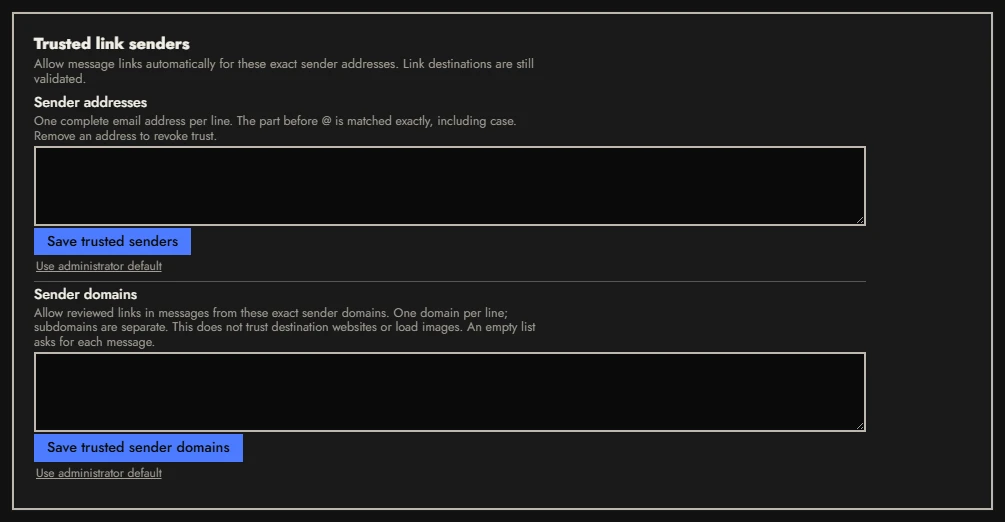 Trusted link senders
Allow message links automatically for these exact sender addresses. Link destinations are still
validated.
Sender addresses
One complete email address per line. The part before @ is matched exactly, including case.
Remove an address to revoke trust.
Save trusted senders
Use administrator default
Sender domains
Allow reviewed links in messages from these exact sender domains. One domain per line;
subdomains are separate. This does not trust destination websites or load images. An empty list
asks for each message.
Save trusted sender domains
Use administrator default